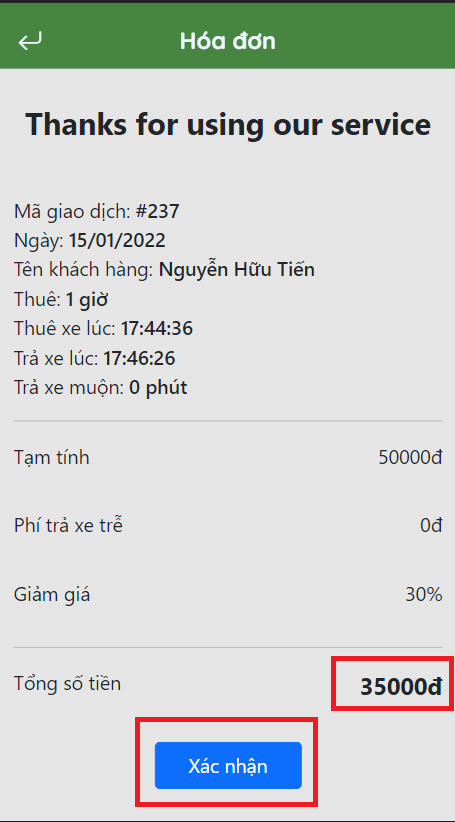 Hóa đơn
Thanks for using our service
Mã giao dịch: #237
Ngày: 15/01/2022
Tên khách hàng: Nguyễn Hữu Tiến
Thuê: 1 giờ
Thuê xe lúc: 17:44:36
Trả xe lúc: 17:46:26
Trả xe muộn: 0 phút
Tạm tính 50000đ
Phí trả xe trễ 0đ
Giảm giá 30%
Tổng số tiền 35000đ
Xác nhận